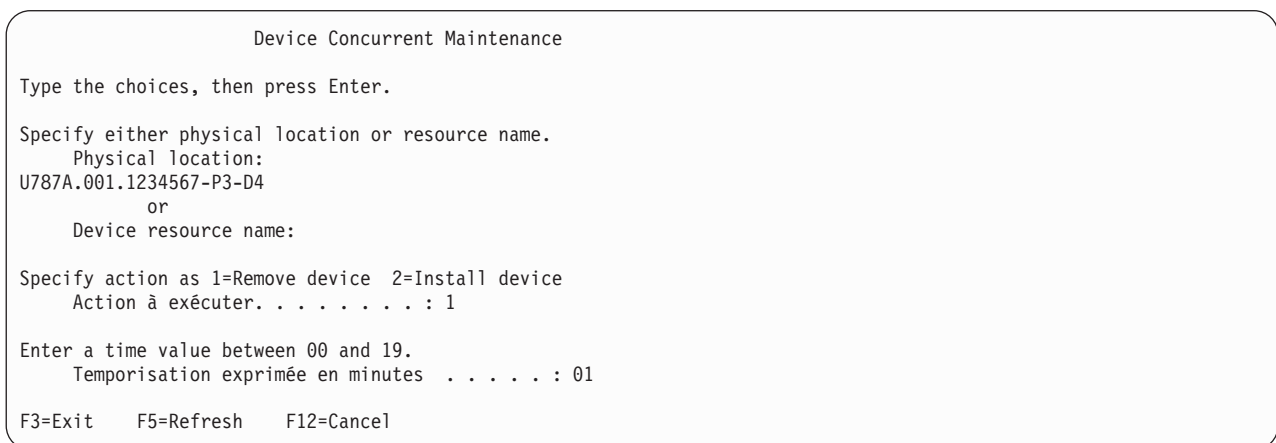 Device Concurrent Maintenance
Type the choices, then press Enter.
Specify either physical location or resource name.
Physical location:
U787A.001.1234567-P3-D4
or
Device resource name:
Specify action as 1=Remove device 2=Install device
Action à exécuter. . . . . . . . : 1
Enter a time value between 00 and 19.
Temporisation exprimée en minutes . . . . . : 01
F3=Exit F5=Refresh F12=Cancel